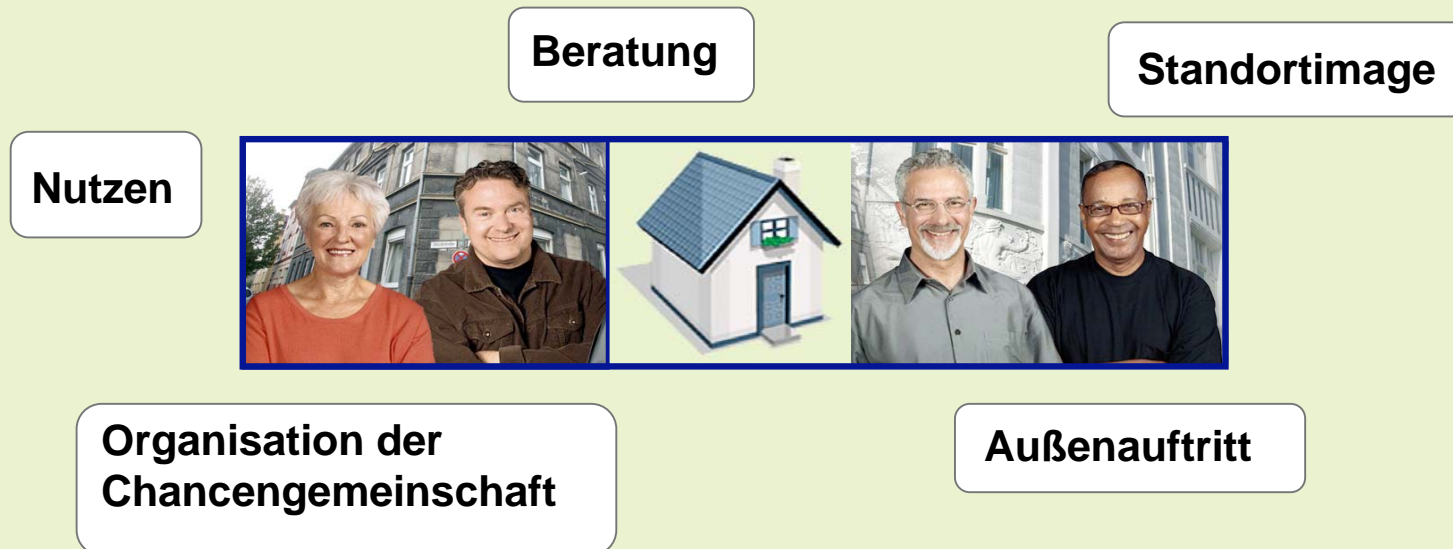 Beratung
Standortimage
Nutzen
Organisation der
Chancengemeinschaft
Außenauftritt